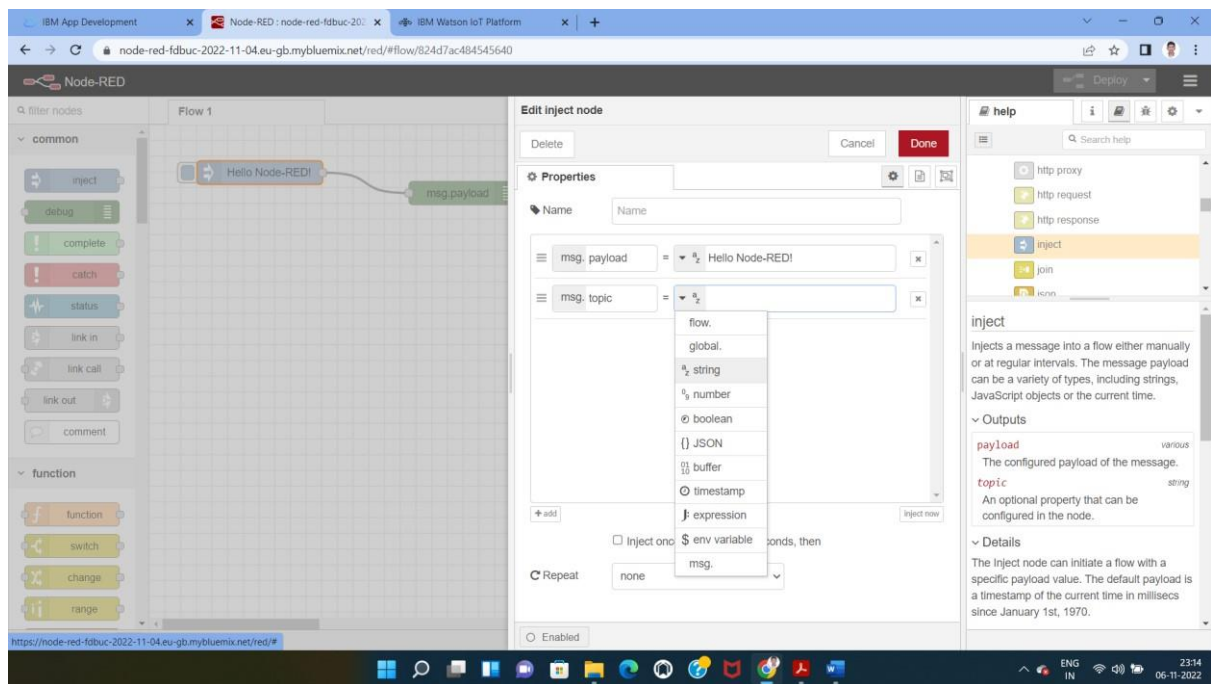 IBM App Development
Node-RED : node-red-fdbuc-202
IBM Watson IoT Platform
node-red-fdbuc-2022-11-04.eu-gb.mybluemix.net/red/#flow/824d7ac484545640
Node-RED
Deploy
filter nodes
common
inject
debug
complete
catch
status
link in
link call
link out
comment
function
function
switch
change
range
Flow 1
Hello Node-RED!
msg.payload
Edit inject node
Delete
Cancel
Done
Properties
Name
Name
msg. payload = az Hello Node-RED!
msg. topic = az
flow.
global.
az string
09 number
boolean
{} JSON
0110 buffer
timestamp
J: expression
$ env variable
msg.
add
inject now
Inject onc
onds, then
Repeat
none
Enabled
help
i
Search help
http proxy
http request
http response
inject
join
json
inject
Injects a message into a flow either manually
or at regular intervals. The message payload
can be a variety of types, including strings,
JavaScript objects or the current time.
Outputs
payload various
The configured payload of the message.
topic string
An optional property that can be
configured in the node.
Details
The Inject node can initiate a flow with a
specific payload value. The default payload is
a timestamp of the current time in millisecs
since January 1st, 1970.
https://node-red-fdbuc-2022-11-04.eu-gb.mybluemix.net/red/#
ENG
IN
23:14
06-11-2022